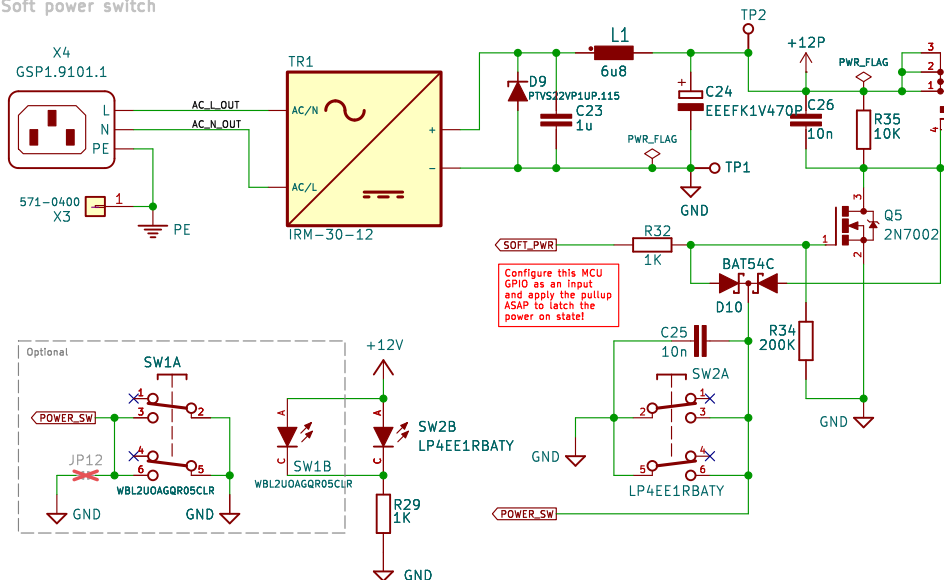 Soft power switch
X4
GSP1.9101.1
L
N
PE
AC_L_OUT
AC_N_OUT
571-0400
X3
1
PE
TR1
AC/N
AC/L
+
−
IRM-30-12
D9
PTVS22VP1UP.115
C23
1u
L1
6u8
PWR_FLAG
+
C24
EEEFK1V470P
TP2
TP1
GND
+12P
C26
10n
PWR_FLAG
R35
10K
3
2
1
4
SOFT_PWR
R32
1K
Configure this MCU
GPIO as an input
and apply the pullup
ASAP to latch the
power on state!
BAT54C
D10
3
1
2
Q5
2N7002
R34
200K
GND
C25
10n
SW2A
1
2
3
4
5
6
LP4EE1RBATY
GND
POWER_SW
Optional
SW1A
1
3
2
POWER_SW
4
6
5
JP12
WBL2UOAGQR05CLR
GND
GND
+12V
A
C
SW1B
WBL2UOAGQR05CLR
A
C
SW2B
LP4EE1RBATY
R29
1K
GND